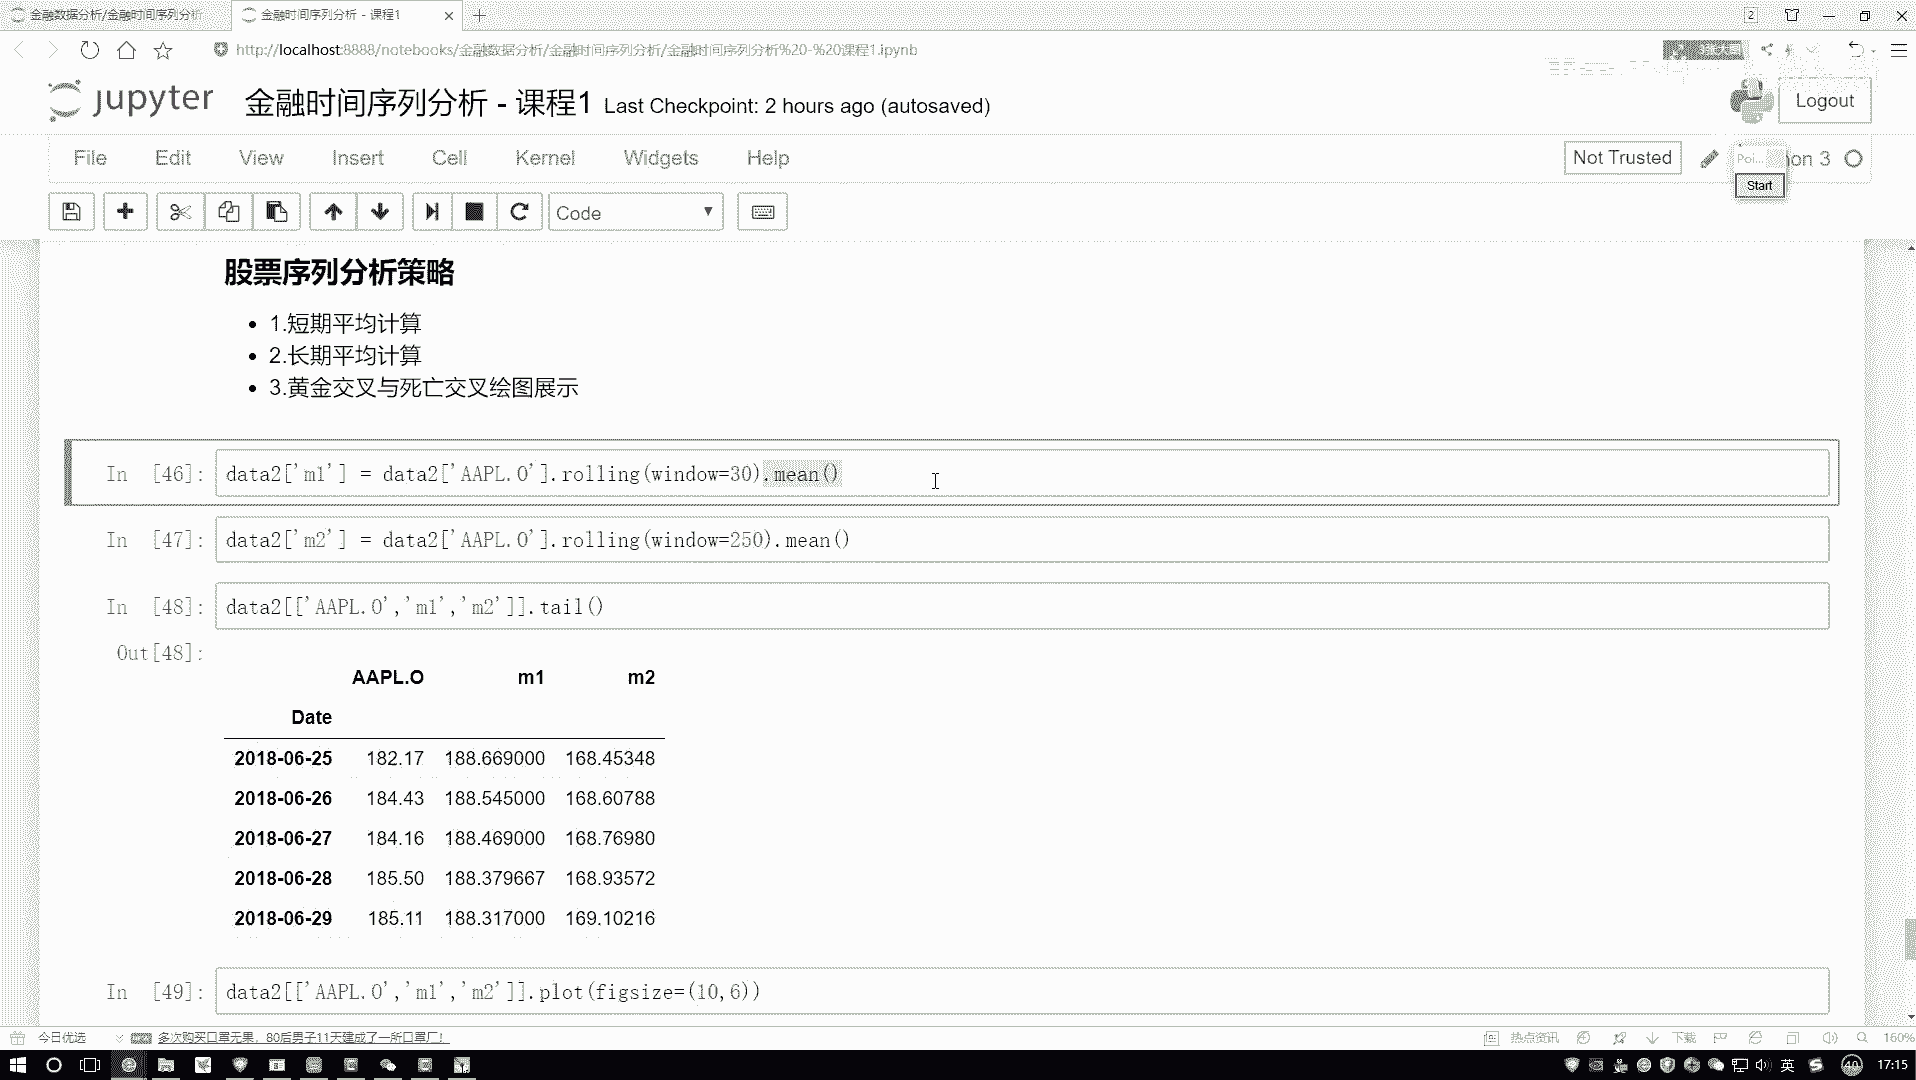 金融数据分析/金融时间序列分析
金融时间序列分析 - 课程1
2
http://localhost:8888/notebooks/金融数据分析/金融时间序列分析/金融时间序列分析%20-%20课程1.ipynb
jupyter 金融时间序列分析 - 课程1 Last Checkpoint: 2 hours ago (autosaved)
Logout
File Edit View Insert Cell Kernel Widgets Help
Not Trusted
on 3
Poi...
Start
Code
股票序列分析策略
1.短期平均计算
2.长期平均计算
3.黄金交叉与死亡交叉绘图展示
In [46]: data2['m1'] = data2['AAPL.O'].rolling(window=30).mean()
In [47]: data2['m2'] = data2['AAPL.O'].rolling(window=250).mean()
In [48]: data2[['AAPL.O','m1','m2']].tail()
Out[48]:
AAPL.O m1 m2
Date
2018-06-25 182.17 188.669000 168.45348
2018-06-26 184.43 188.545000 168.60788
2018-06-27 184.16 188.469000 168.76980
2018-06-28 185.50 188.379667 168.93572
2018-06-29 185.11 188.317000 169.10216
In [49]: data2[['AAPL.O','m1','m2']].plot(figsize=(10,6))
今日优选
多次购买口罩无果，80后男子11天建成了一所口罩厂！
热点资讯
下载
160%
英
40
17:15